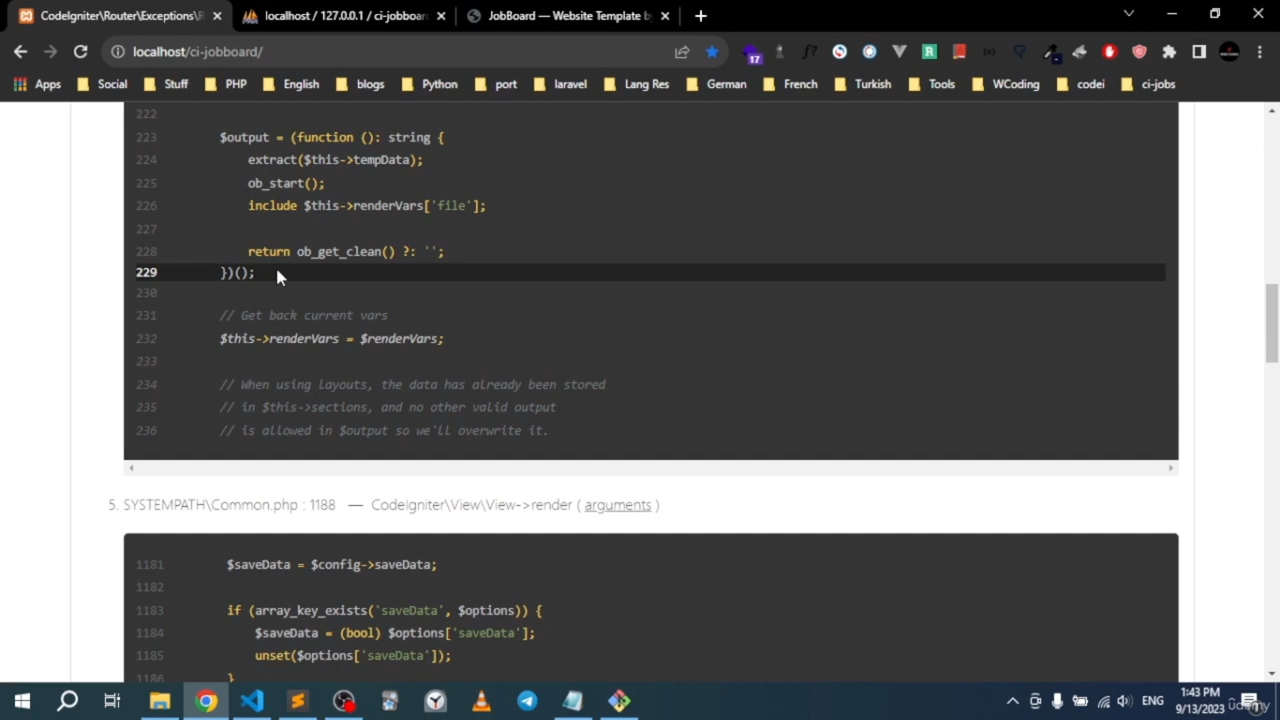 CodeIgniter\Router\Exceptions\R
localhost / 127.0.0.1 / ci-jobboar
JobBoard — Website Template b
localhost/ci-jobboard/
17
Apps Social Stuff PHP English blogs Python port laravel Lang Res German French Turkish Tools WCoding codei ci-jobs
222
223 $output = (function (): string {
224 extract($this->tempData);
225 ob_start();
226 include $this->renderVars['file'];
227
228 return ob_get_clean() ?: '';
229 })();
230
231 // Get back current vars
232 $this->renderVars = $renderVars;
233
234 // When using layouts, the data has already been stored
235 // in $this->sections, and no other valid output
236 // is allowed in $output so we'll overwrite it.
5. SYSTEMPATH\Common.php : 1188 — CodeIgniter\View\View->render ( arguments )
1181 $saveData = $config->saveData;
1182
1183 if (array_key_exists('saveData', $options)) {
1184 $saveData = (bool) $options['saveData'];
1185 unset($options['saveData']);
1186 }
ENG
1:43 PM
9/13/2023
Udemy